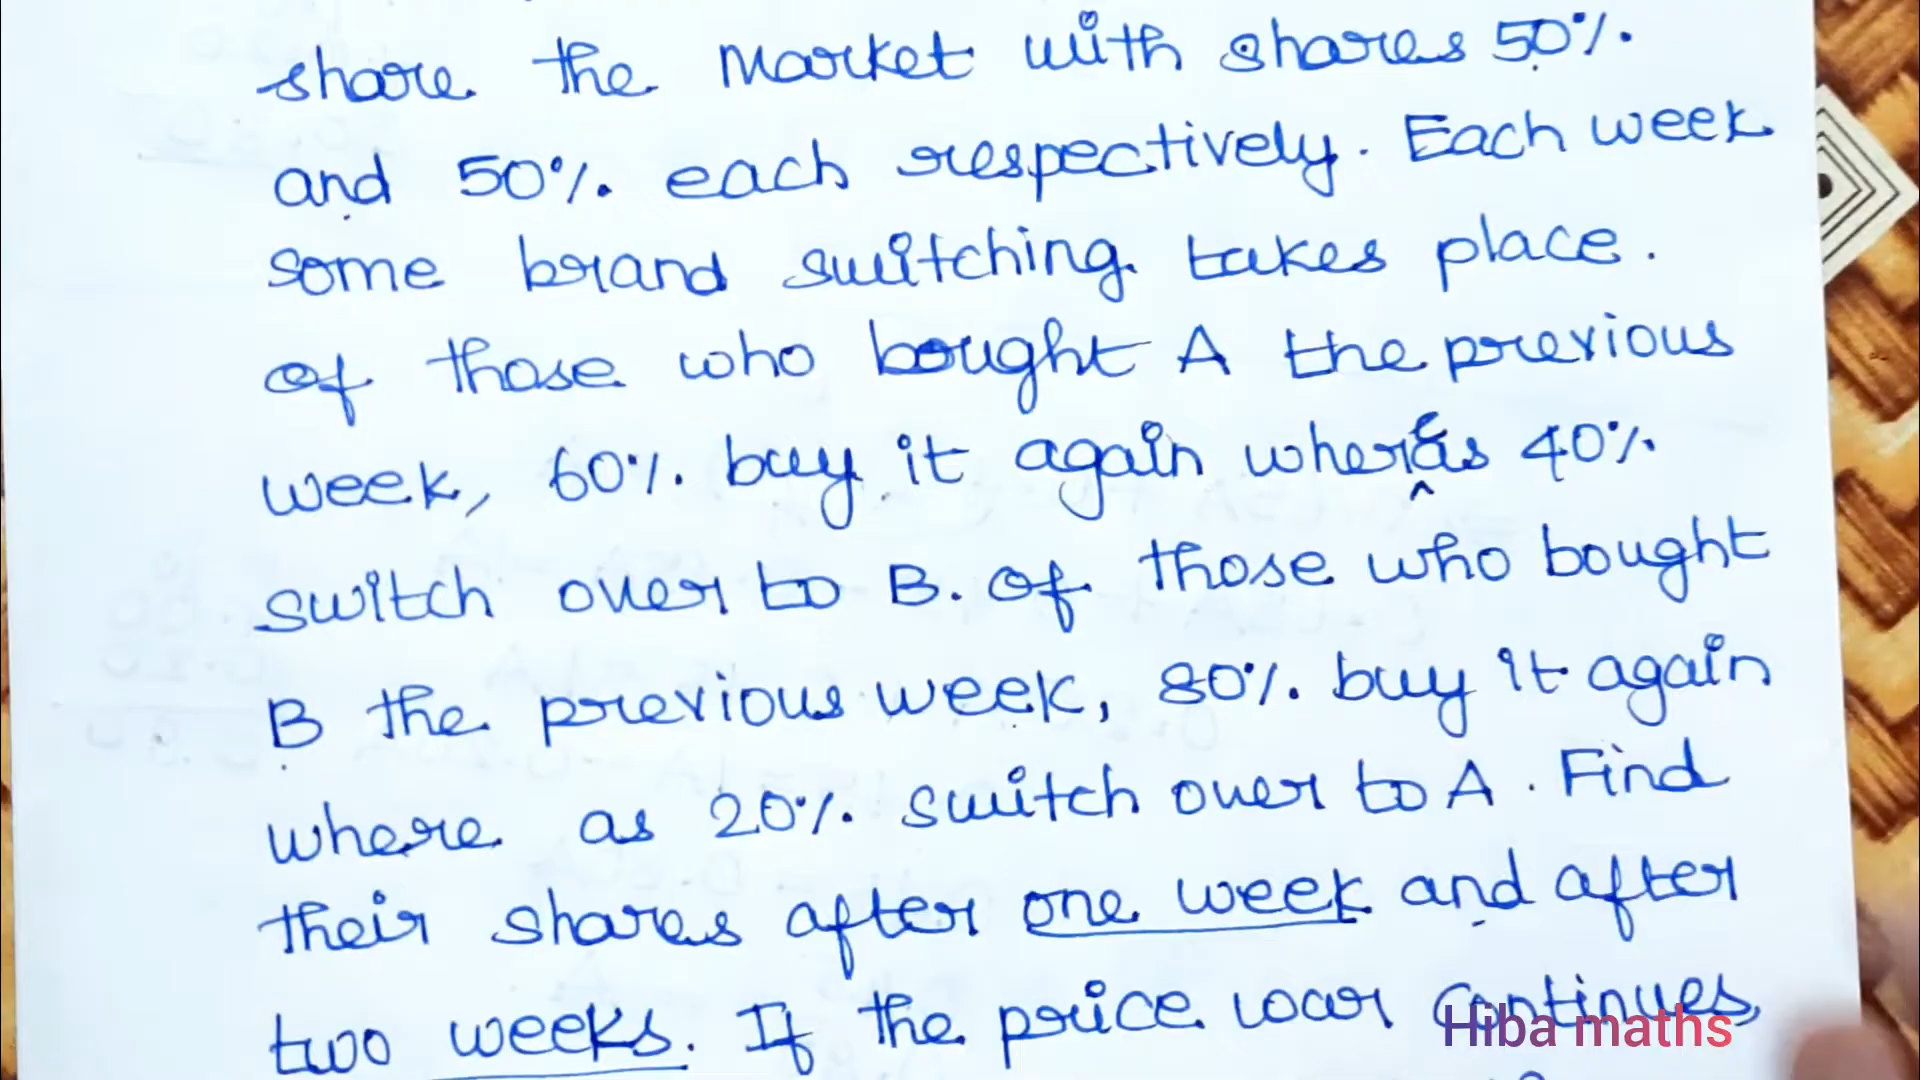 share the market with shares 50%.
and 50% each respectively. Each week
some brand switching takes place.
of those who bought A the previous
week, 60% buy it again whereas 40%
switch over to B. of those who bought
B the previous week, 80% buy it again
where as 20% switch over to A. Find
their shares after one week and after
two weeks. If the price war continues
Hiba maths